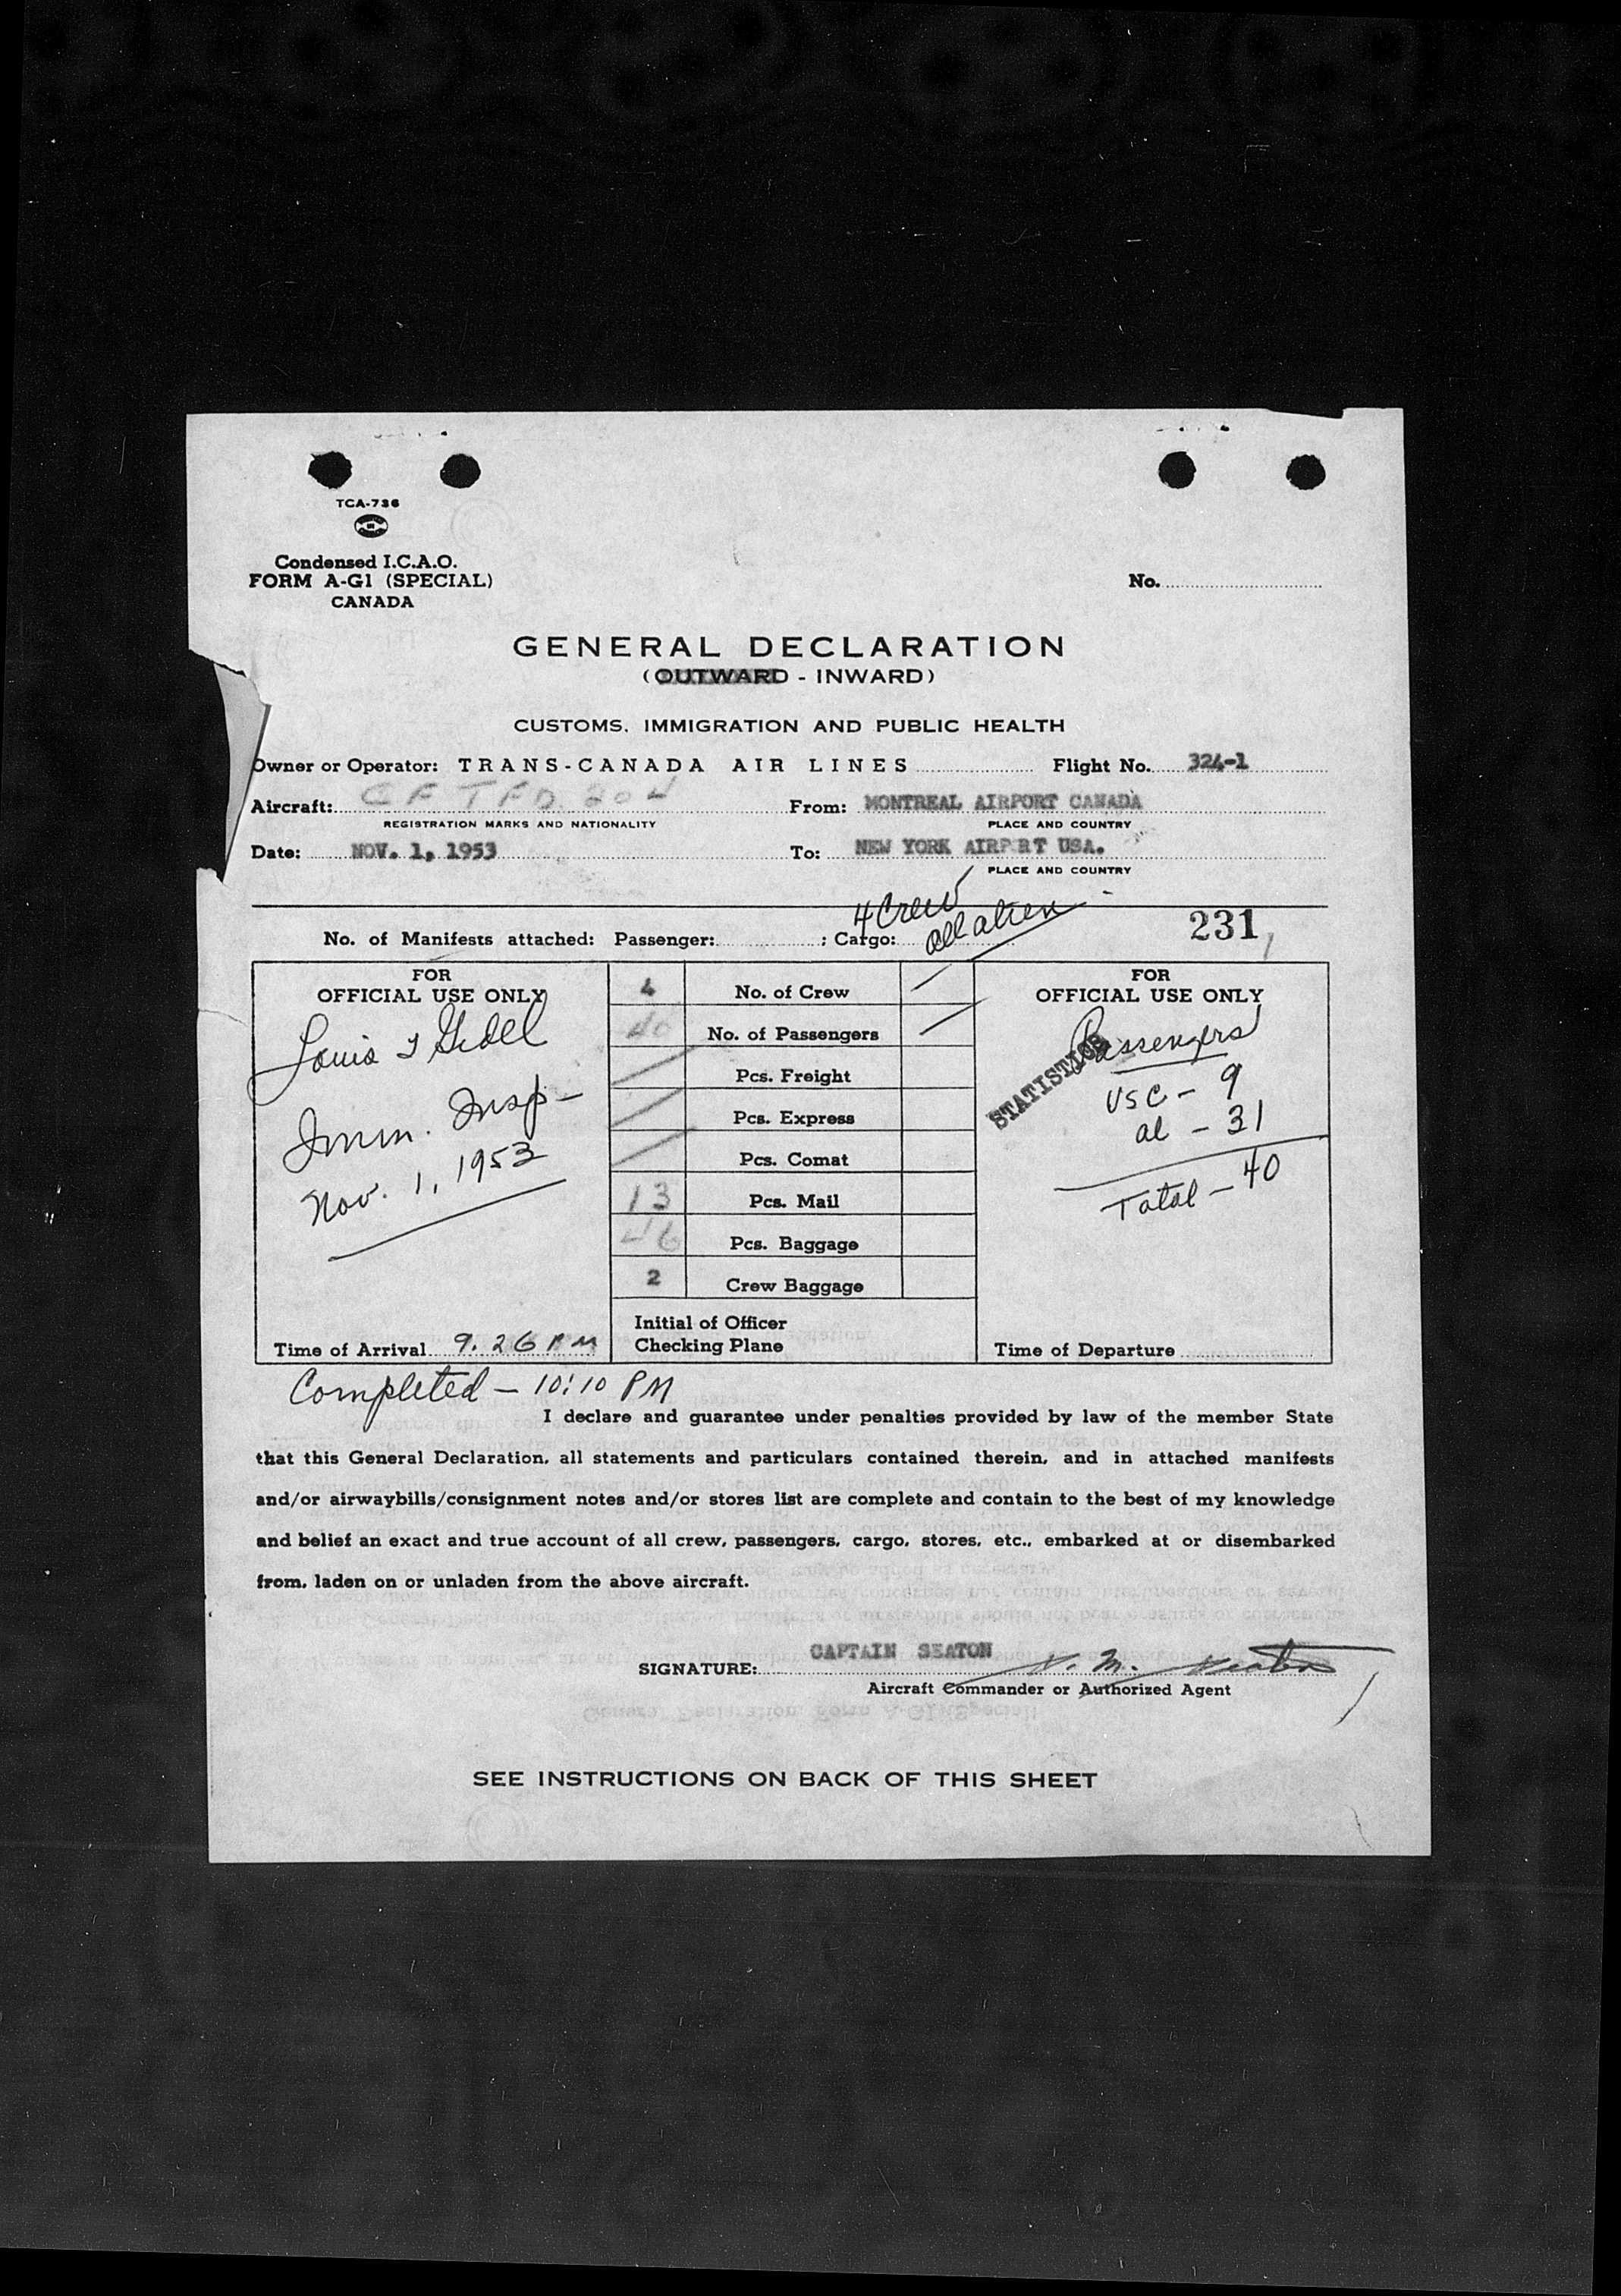 TCA-736
Condensed I.C.A.O.
FORM A-G1 (SPECIAL)
CANADA
No.
GENERAL DECLARATION
(OUTWARD - INWARD)
CUSTOMS, IMMIGRATION AND PUBLIC HEALTH
Owner or Operator: TRANS-CANADA AIR LINES Flight No. 324-1
Aircraft: CF TFD. 204 From: MONTREAL AIRPORT CANADA
REGISTRATION MARKS AND NATIONALITY PLACE AND COUNTRY
Date: NOV. 1, 1953 To: NEW YORK AIRPORT USA.
PLACE AND COUNTRY
4 Crew
all alien
231
No. of Manifests attached: Passenger: ; Cargo:
FOR
OFFICIAL USE ONLY
Louis
Imm. Insp-
Nov. 1, 1953
Time of Arrival 9.26 PM
4 No. of Crew
40 No. of Passengers
Pcs. Freight
Pcs. Express
Pcs. Comat
13 Pcs. Mail
46 Pcs. Baggage
2 Crew Baggage
Initial of Officer
Checking Plane
FOR
OFFICIAL USE ONLY
Passengers
STATISTICS
USC - 9
al - 31
Total - 40
Time of Departure
Completed - 10:10 PM
I declare and guarantee under penalties provided by law of the member State
that this General Declaration, all statements and particulars contained therein, and in attached manifests
and/or airwaybills/consignment notes and/or stores list are complete and contain to the best of my knowledge
and belief an exact and true account of all crew, passengers, cargo, stores, etc., embarked at or disembarked
from, laden on or unladen from the above aircraft.
CAPTAIN SEATON
SIGNATURE: M. Seaton
Aircraft Commander or Authorized Agent
SEE INSTRUCTIONS ON BACK OF THIS SHEET